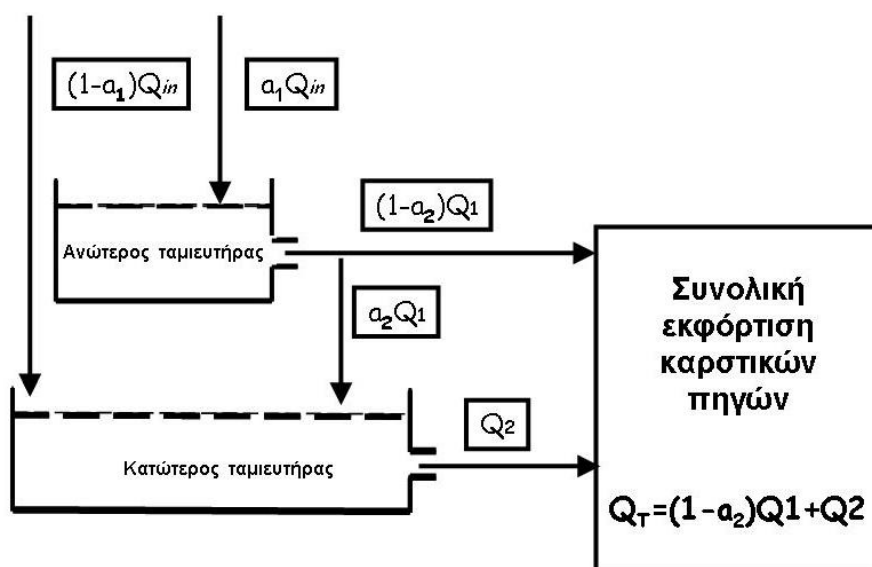 (1-a₁)Qin
a₁Qin
(1-a₂)Q₁
Ανώτερος ταμιευτήρας
a₂Q₁
Q₂
Κατώτερος ταμιευτήρας
Συνολική
εκφόρτιση
καρστικών
πηγών
Q_T=(1-a₂)Q1+Q2